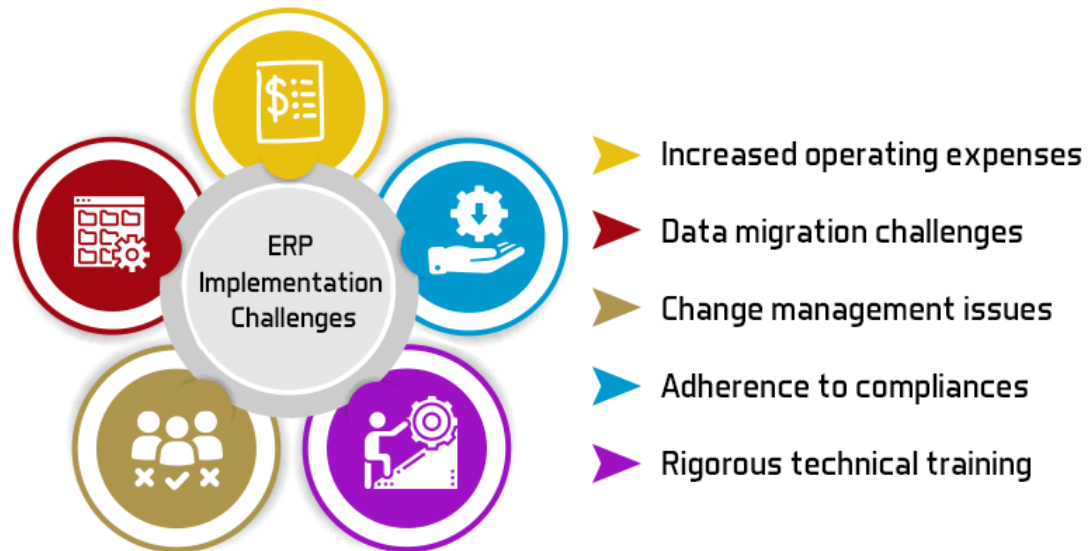 ERP
Implementation
Challenges
Increased operating expenses
Data migration challenges
Change management issues
Adherence to compliances
Rigorous technical training